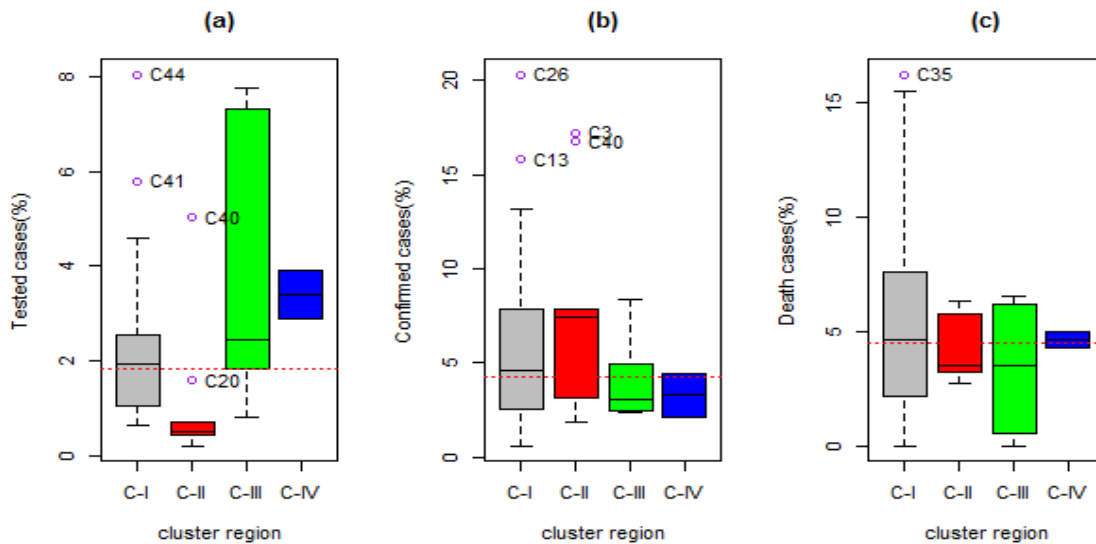 (a)
Tested cases(%)
8
6
4
2
0
C44
C41
C40
C20
C-I C-II C-III C-IV
cluster region
(b)
Confirmed cases(%)
20
15
10
5
0
C26
C3
C40
C13
C-I C-II C-III C-IV
cluster region
(c)
Death cases(%)
15
10
5
0
C35
C-I C-II C-III C-IV
cluster region